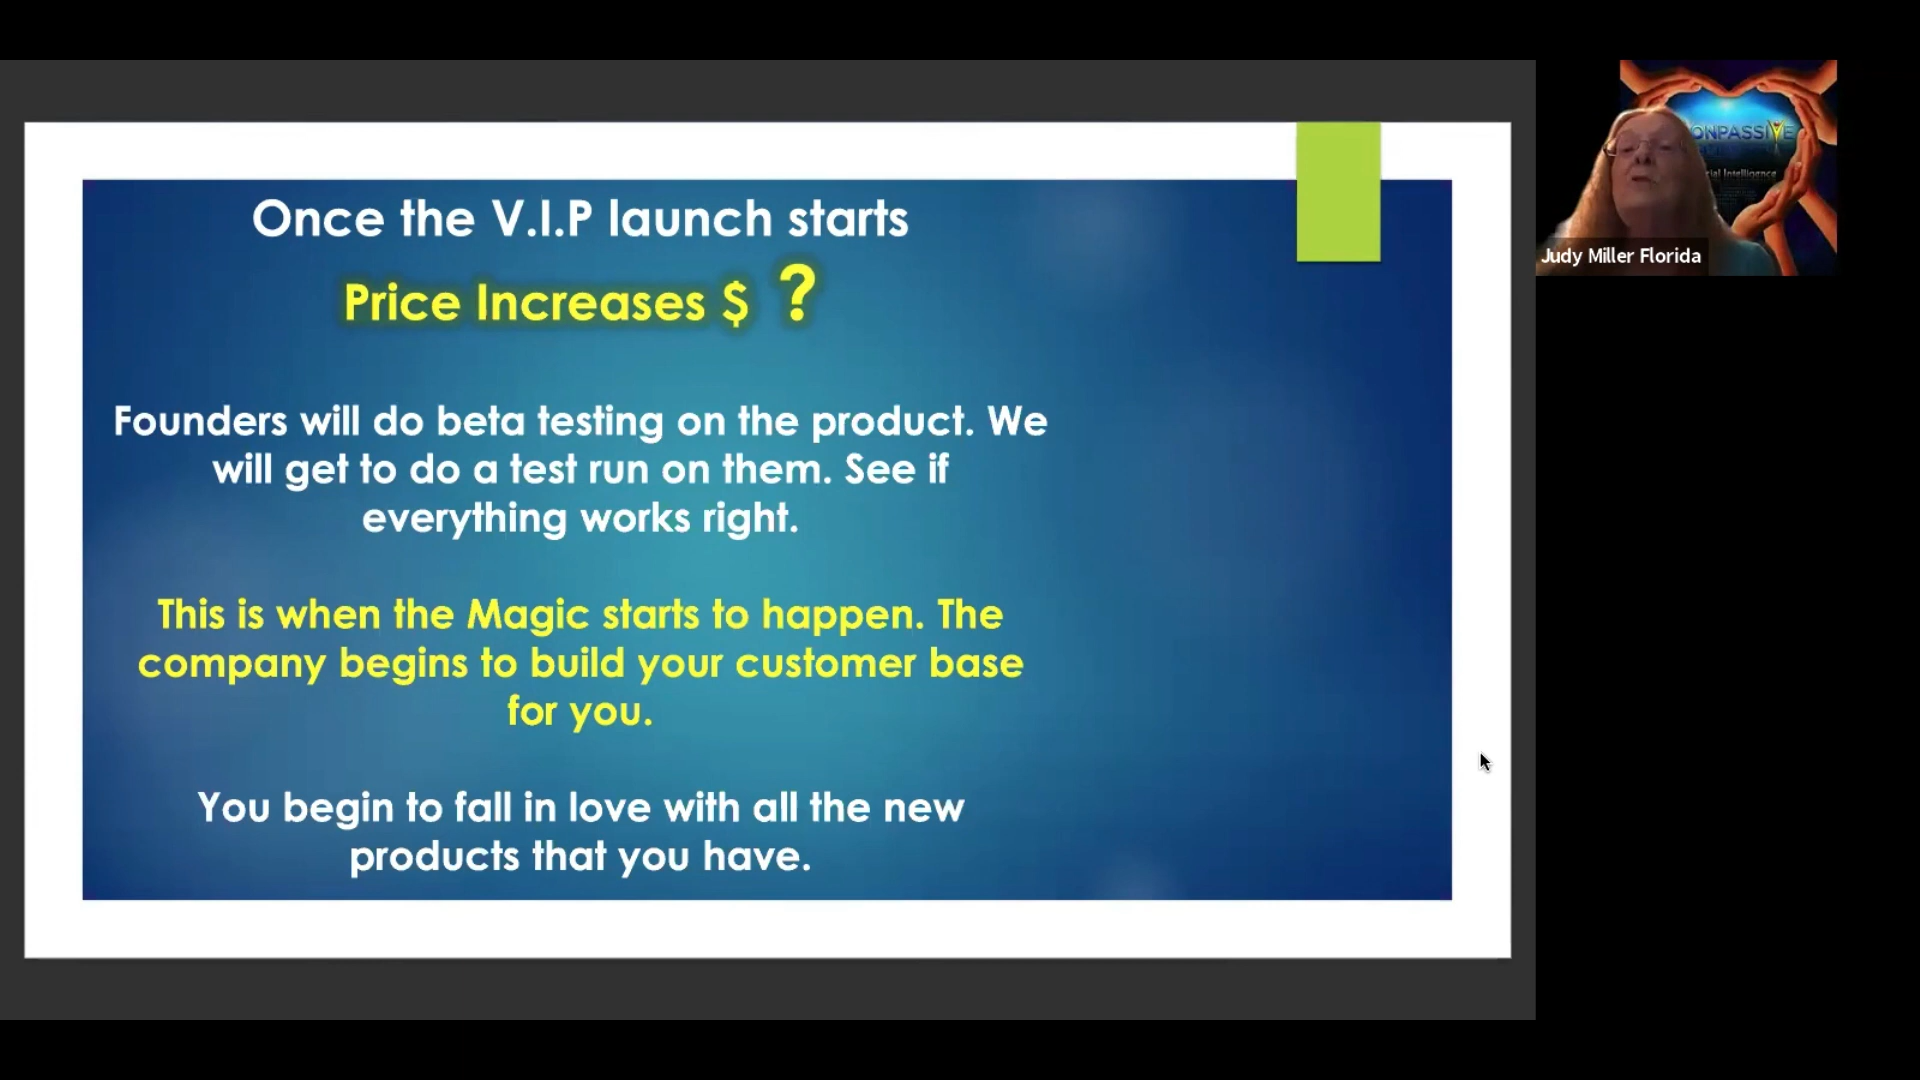 Once the V.I.P launch starts
Price Increases $ ?
Founders will do beta testing on the product. We
will get to do a test run on them. See if
everything works right.
This is when the Magic starts to happen. The
company begins to build your customer base
for you.
You begin to fall in love with all the new
products that you have.
ONPASSIVE
Intelligence
Judy Miller Florida